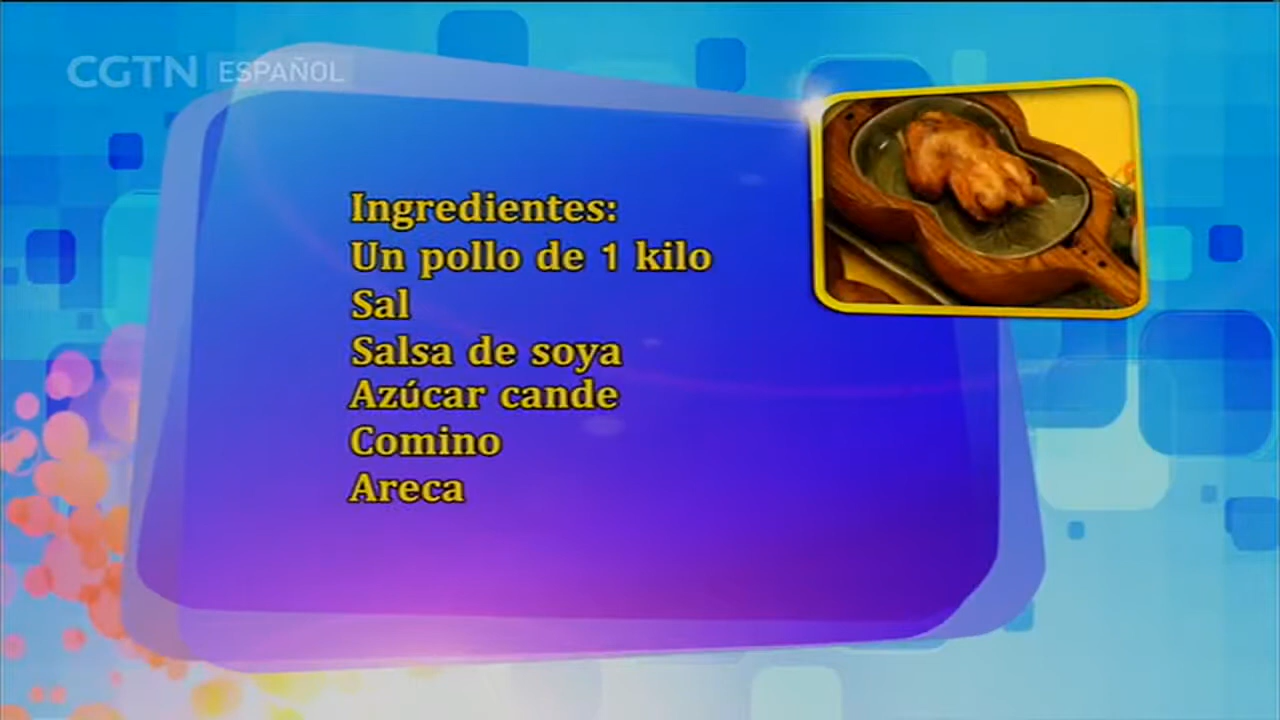 CGTN ESPAÑOL
Ingredientes:
Un pollo de 1 kilo
Sal
Salsa de soya
Azúcar cande
Comino
Areca